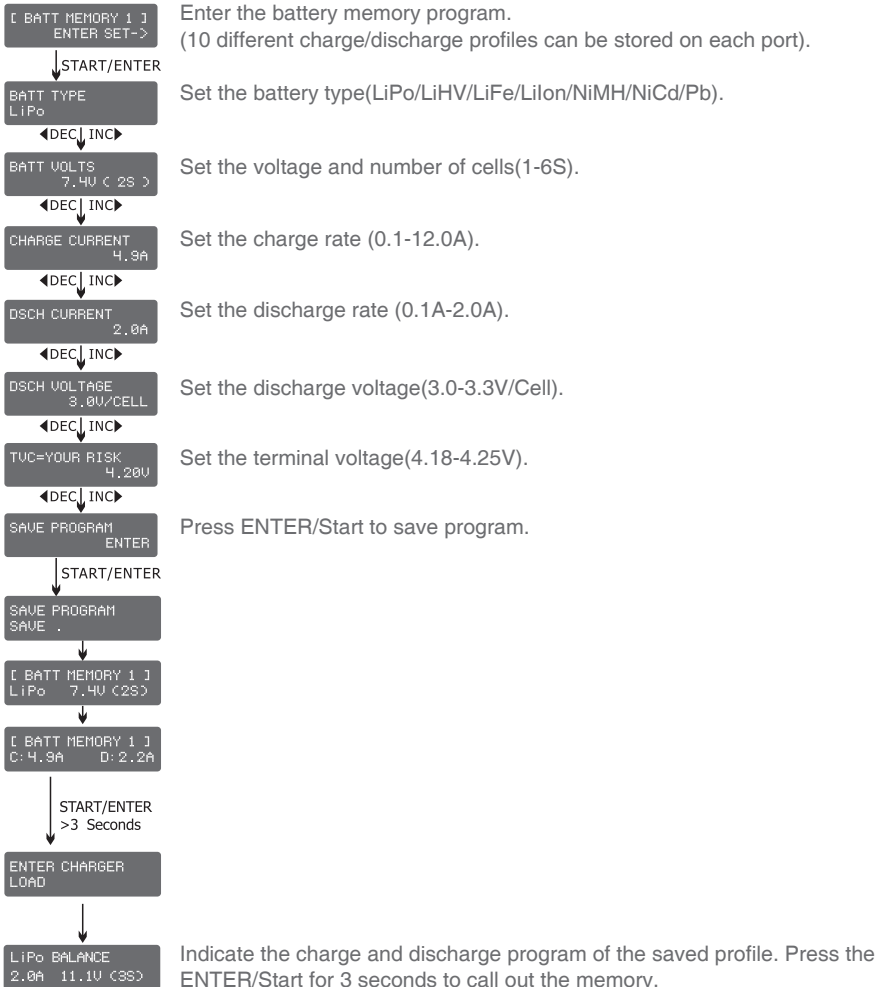 [ BATT MEMORY 1 ]
ENTER SET->
Enter the battery memory program.
(10 different charge/discharge profiles can be stored on each port).
START/ENTER
BATT TYPE
LiPo
Set the battery type(LiPo/LiHV/LiFe/LiIon/NiMH/NiCd/Pb).
DEC INC
BATT VOLTS
7.4V ( 2S )
Set the voltage and number of cells(1-6S).
DEC INC
CHARGE CURRENT
4.9A
Set the charge rate (0.1-12.0A).
DEC INC
DSCH CURRENT
2.0A
Set the discharge rate (0.1A-2.0A).
DEC INC
DSCH VOLTAGE
3.0V/CELL
Set the discharge voltage(3.0-3.3V/Cell).
DEC INC
TVC=YOUR RISK
4.20V
Set the terminal voltage(4.18-4.25V).
DEC INC
SAVE PROGRAM
ENTER
Press ENTER/Start to save program.
START/ENTER
SAVE PROGRAM
SAVE .
[ BATT MEMORY 1 ]
LiPo 7.4V (2S)
[ BATT MEMORY 1 ]
C:4.9A D:2.2A
START/ENTER
>3 Seconds
ENTER CHARGER
LOAD
LiPo BALANCE
2.0A 11.1V (3S)
Indicate the charge and discharge program of the saved profile. Press the
ENTER/Start for 3 seconds to call out the memory.